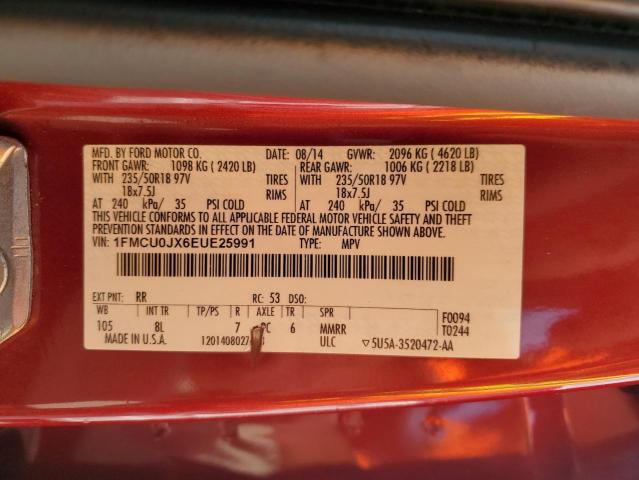 MFD. BY FORD MOTOR CO. DATE: 08/14 GVWR: 2096 KG ( 4620 LB)
FRONT GAWR: 1098 KG ( 2420 LB) REAR GAWR: 1006 KG ( 2218 LB)
WITH 235/50R18 97V TIRES WITH 235/50R18 97V TIRES
18x7.5J RIMS 18x7.5J RIMS
AT 240 kPa/ 35 PSI COLD AT 240 kPa/ 35 PSI COLD
THIS VEHICLE CONFORMS TO ALL APPLICABLE FEDERAL MOTOR VEHICLE SAFETY AND THEFT
PREVENTION STANDARDS IN EFFECT ON THE DATE OF MANUFACTURE SHOWN ABOVE.
VIN: 1FMCU0JX6EUE25991 TYPE: MPV
EXT PNT: RR RC: 53 DSO:
WB INT TR TP/PS R AXLE TR SPR F0094
105 8L 7 6 MMRR T0244
MADE IN U.S.A. ULC ▽5U5A-3520472-AA